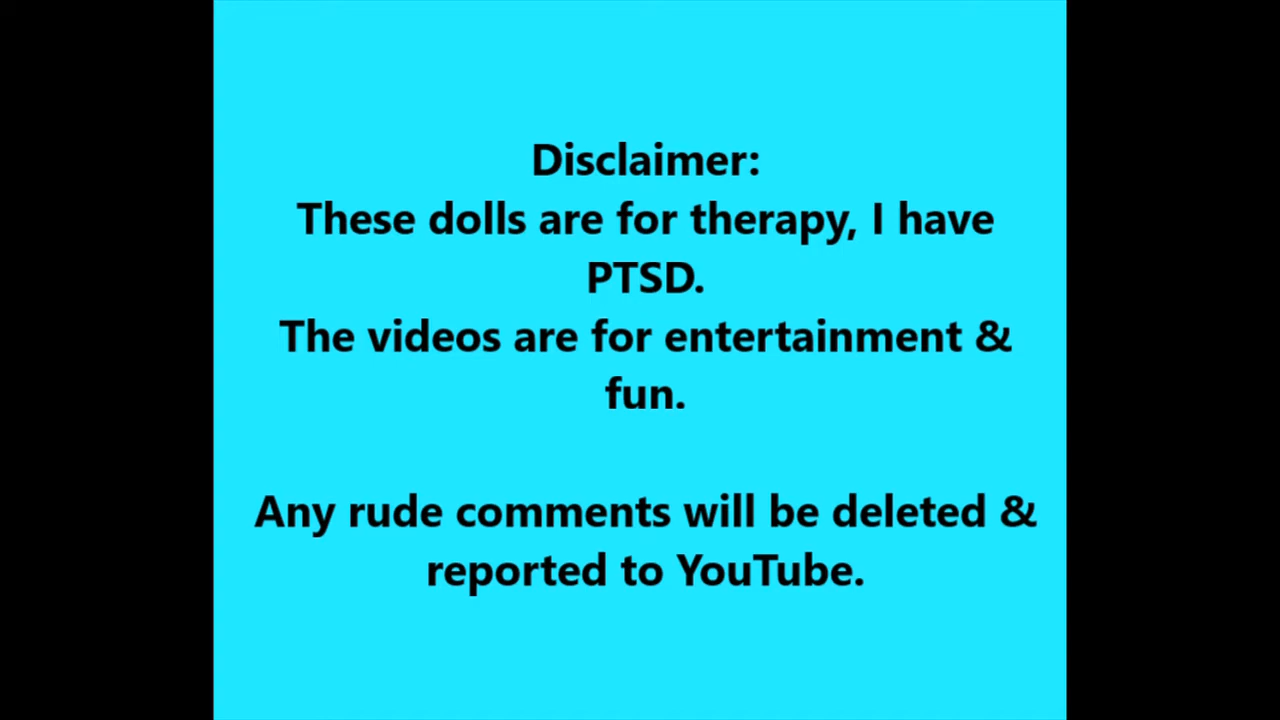 Disclaimer:
These dolls are for therapy, I have
PTSD.
The videos are for entertainment &
fun.
Any rude comments will be deleted &
reported to YouTube.